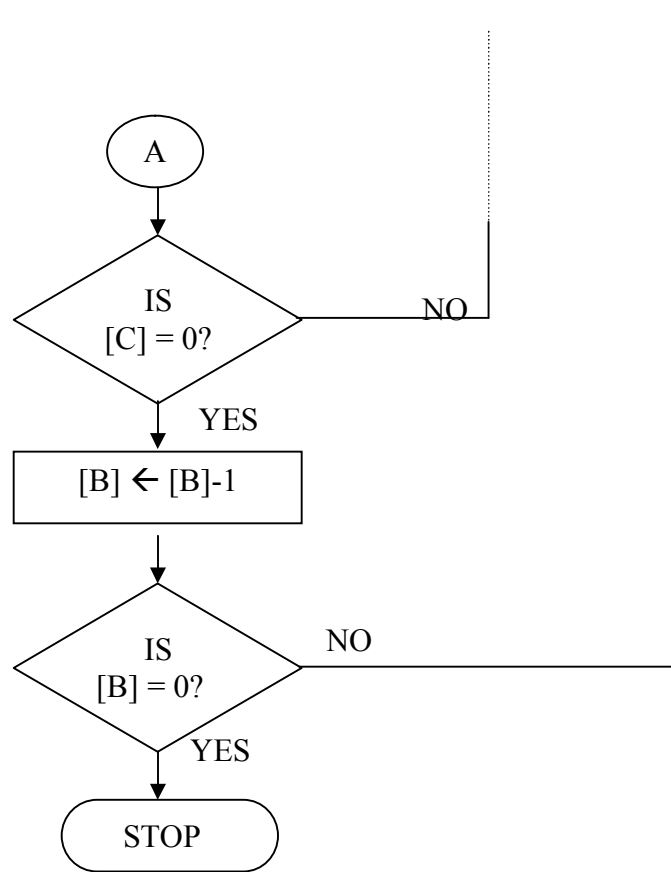 A
IS
[C] = 0?
NO
YES
[B] ← [B]-1
IS
[B] = 0?
NO
YES
STOP